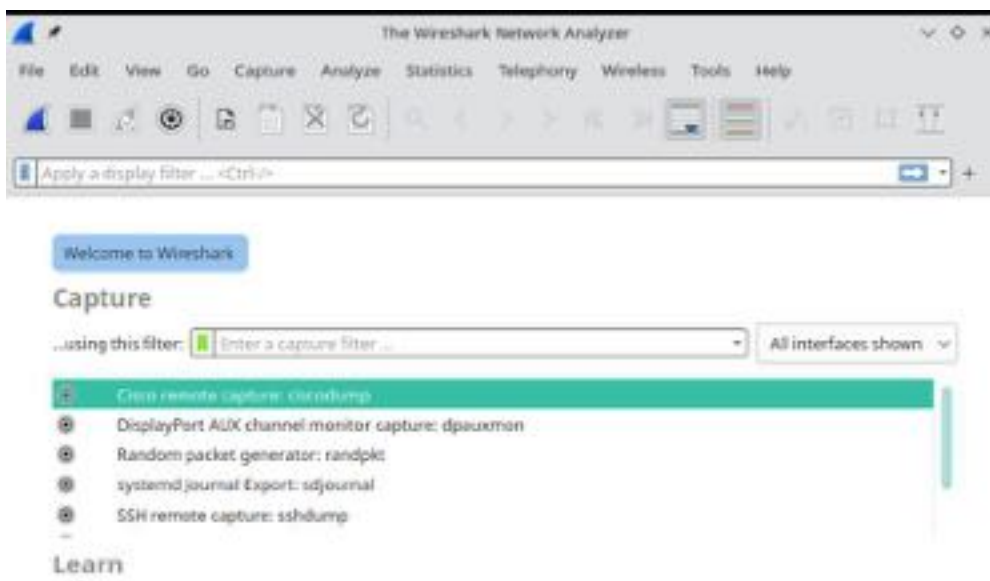 The Wireshark Network Analyzer
File Edit View Go Capture Analyze Statistics Telephony Wireless Tools Help
Apply a display filter ... <Ctrl-/>
Welcome to Wireshark
Capture
...using this filter: Enter a capture filter ... All interfaces shown
Cisco remote capture: ciscodump
DisplayPort AUX channel monitor capture: dpauxmon
Random packet generator: randpkt
systemd Journal Export: sdjournal
SSH remote capture: sshdump
Learn